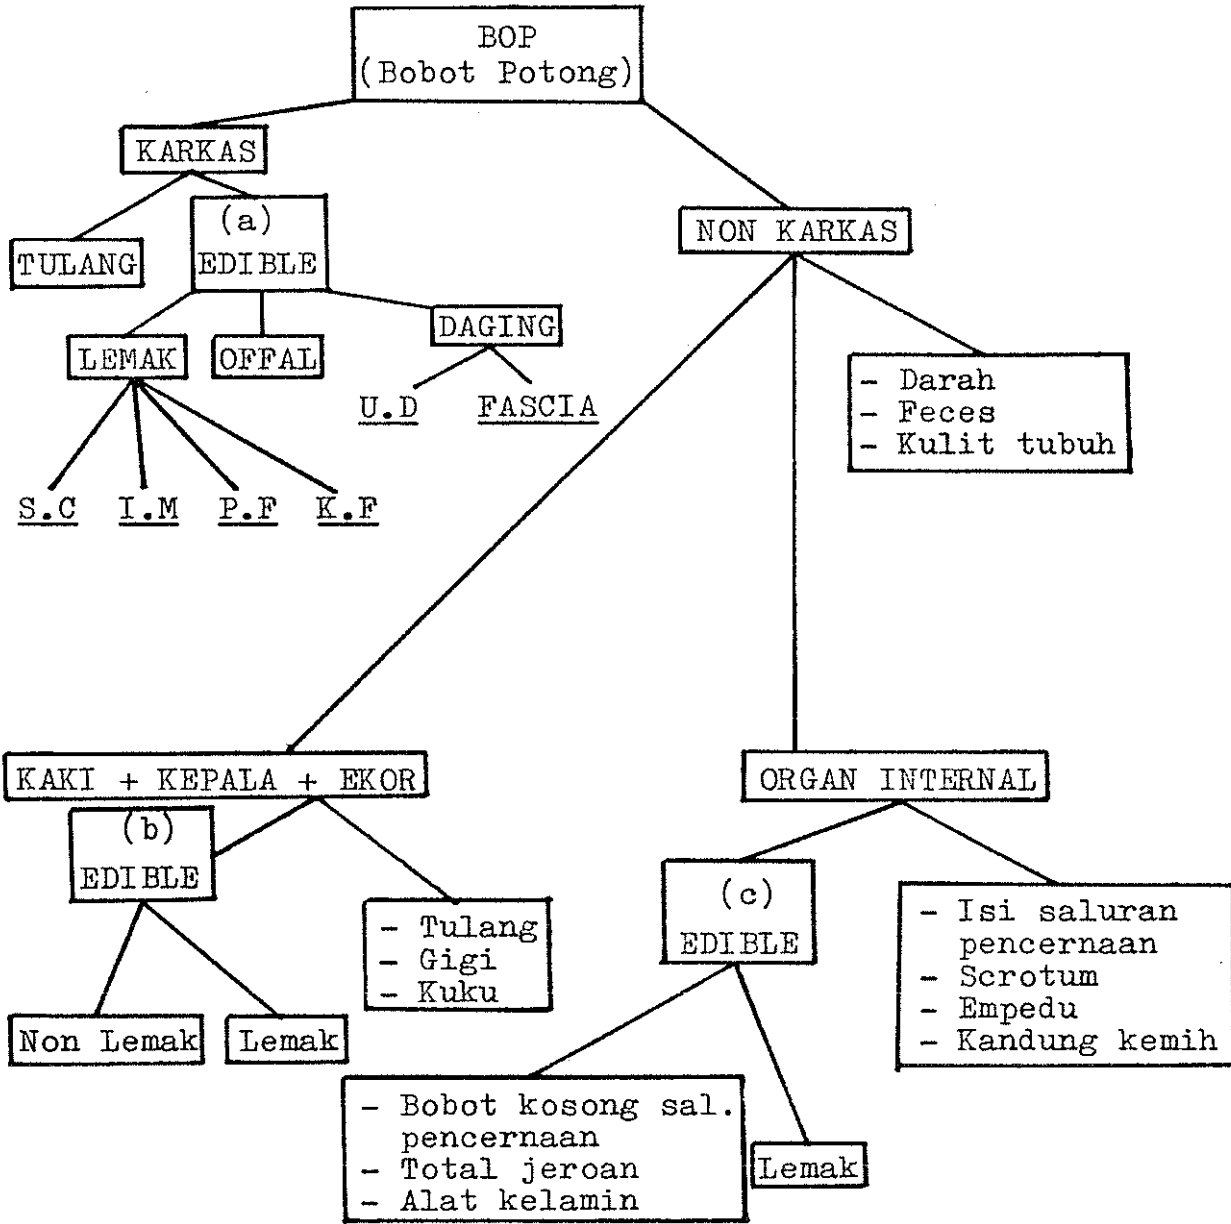 BOP
(Bobot Potong)
KARKAS
NON KARKAS
TULANG
(a)
EDIBLE
LEMAK
OFFAL
DAGING
U.D
FASCIA
S.C
I.M
P.F
K.F
- Darah
- Feces
- Kulit tubuh
KAKI + KEPALA + EKOR
(b)
EDIBLE
- Tulang
- Gigi
- Kuku
Non Lemak
Lemak
ORGAN INTERNAL
(c)
EDIBLE
- Isi saluran
pencernaan
- Scrotum
- Empedu
- Kandung kemih
- Bobot kosong sal.
pencernaan
- Total jeroan
- Alat kelamin
Lemak